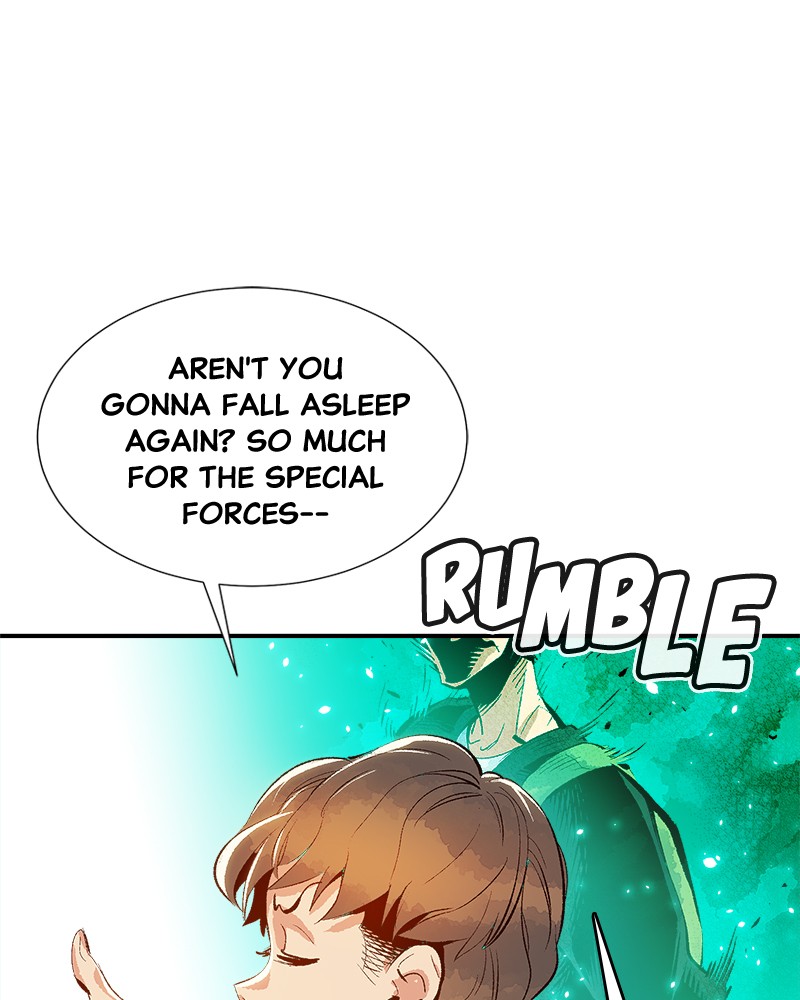 AREN'T YOU
GONNA FALL ASLEEP
AGAIN? SO MUCH
FOR THE SPECIAL
FORCES--
RUMBLE